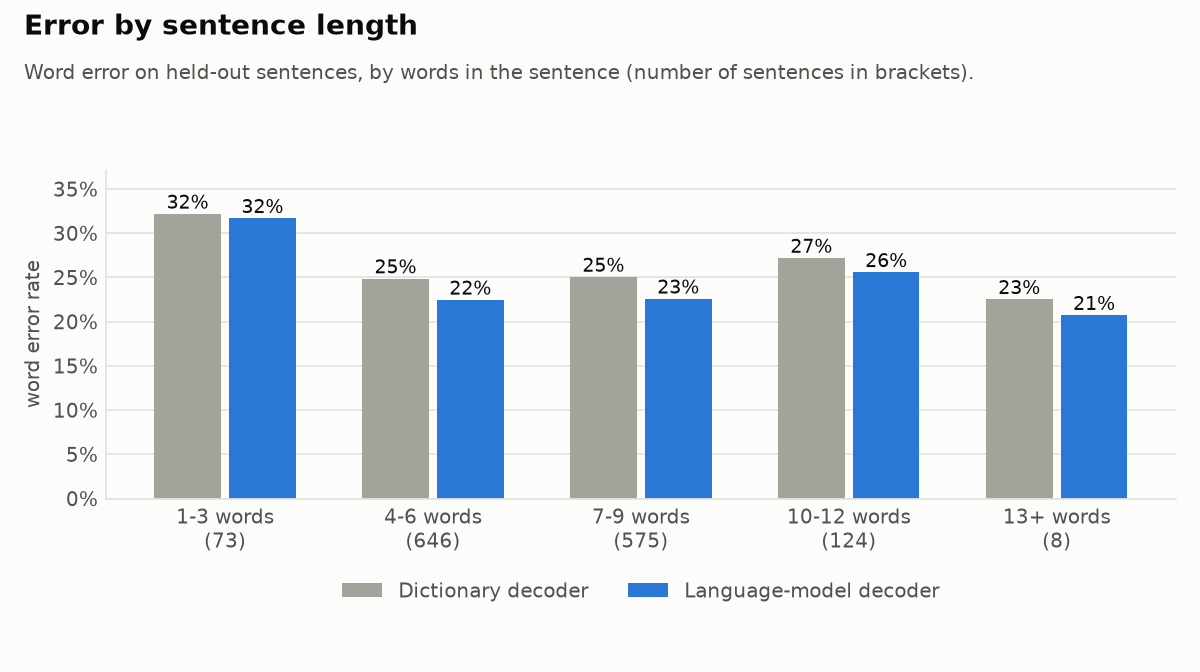 Error by sentence length
Word error on held-out sentences, by words in the sentence (number of sentences in brackets).
word error rate
35%
30%
25%
20%
15%
10%
5%
0%
32% 32%
25% 22%
25% 23%
27% 26%
23% 21%
1-3 words
(73)
4-6 words
(646)
7-9 words
(575)
10-12 words
(124)
13+ words
(8)
Dictionary decoder
Language-model decoder